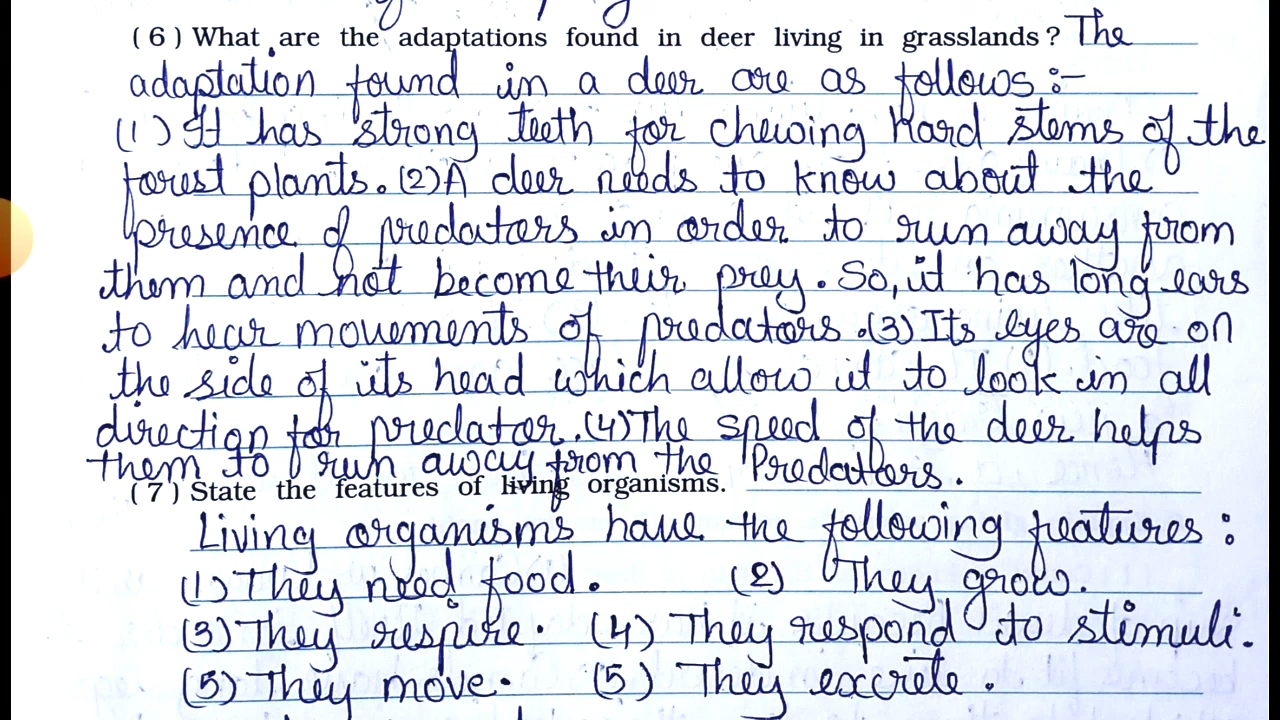 (6) What are the adaptations found in deer living in grasslands? The
adaptation found in a deer are as follows:-
(1) It has strong teeth for chewing hard stems of the
forest plants. (2) A deer needs to know about the
presence of predators in order to run away from
them and not become their prey. So, it has long ears
to hear movements of predators. (3) Its eyes are on
the side of its head which allow it to look in all
direction for predator. (4) The speed of the deer helps
them to run away from the Predators.
(7) State the features of living organisms.
Living organisms have the following features:
(1) They need food. (2) They grow.
(3) They respire. (4) They respond to stimuli.
(5) They move. (5) They excrete.